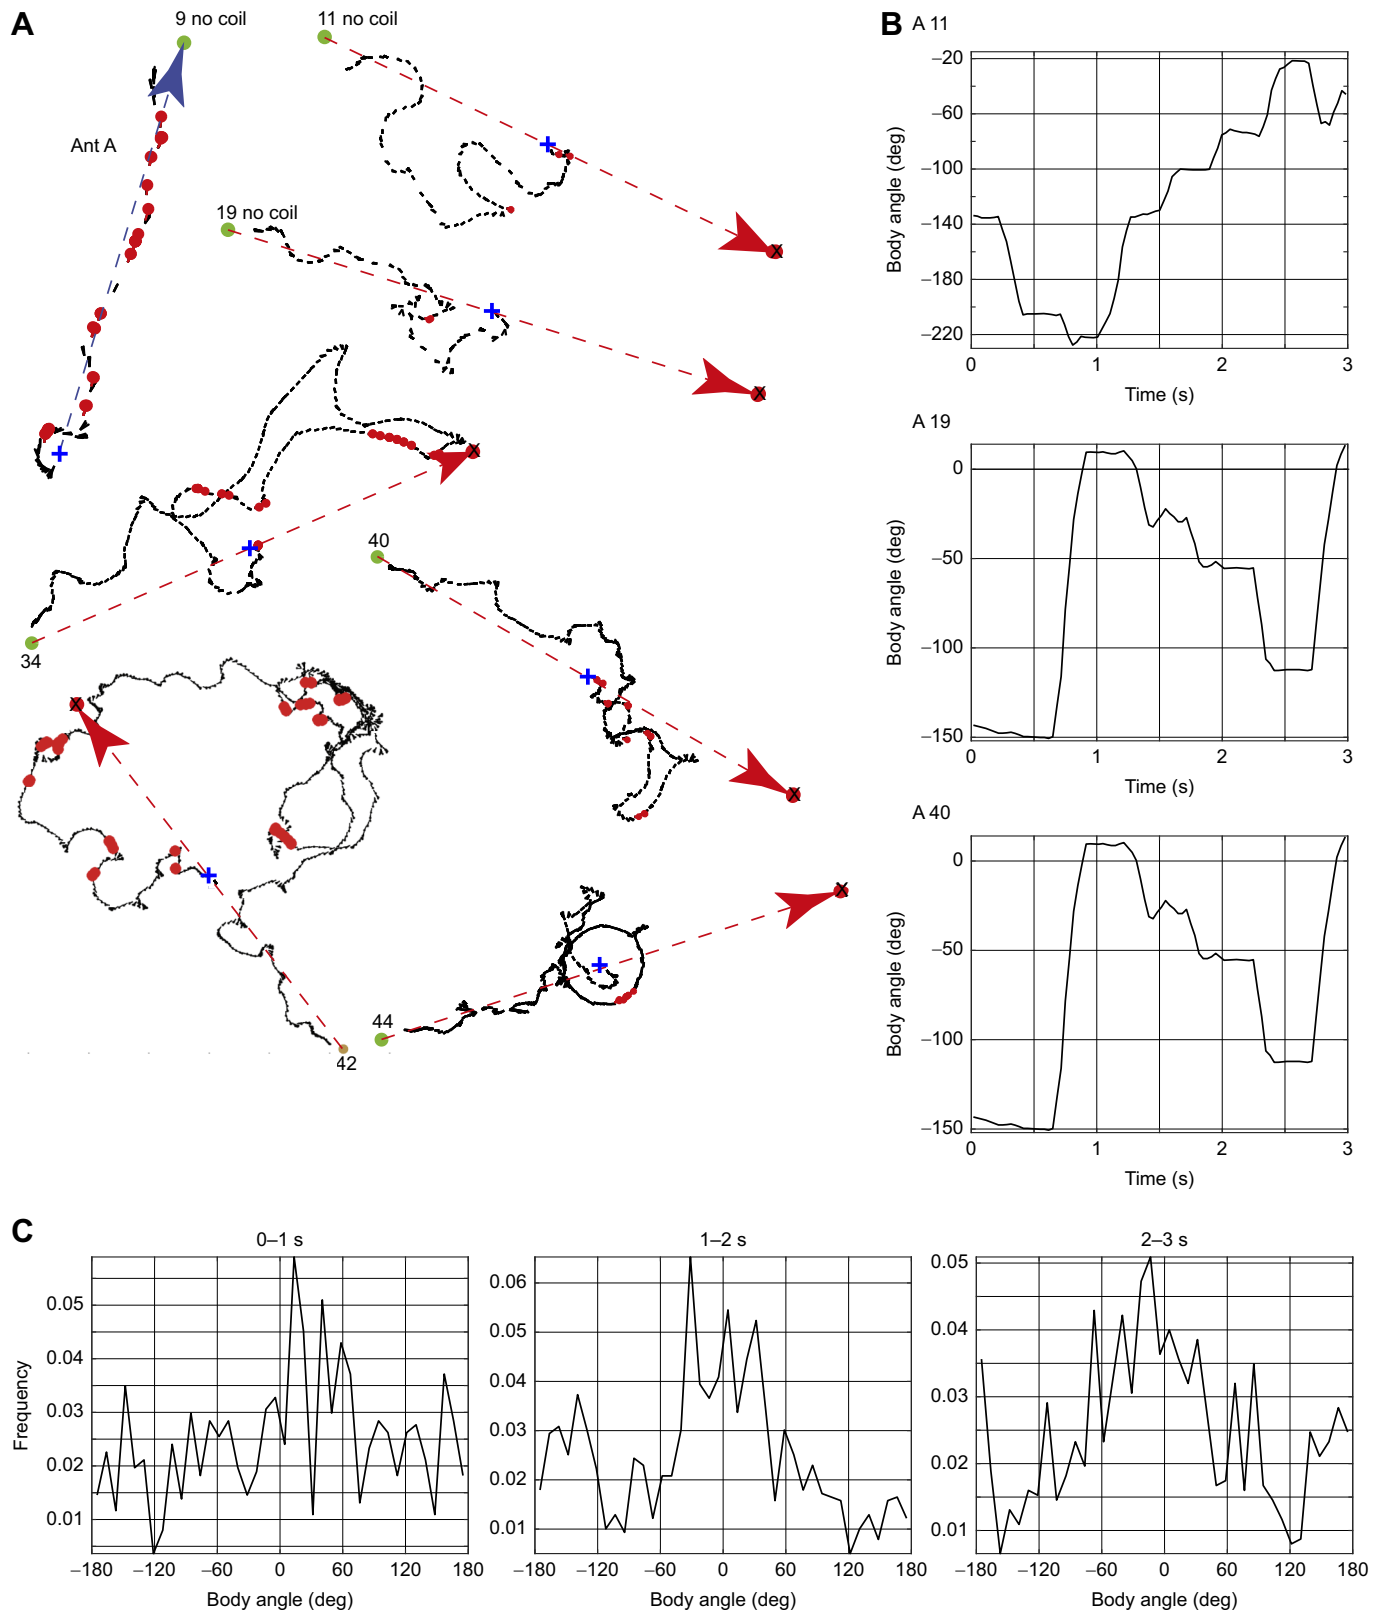 A
9 no coil
11 no coil
Ant A
19 no coil
34
40
42
44
X
X
X
X
X
X
B
A 11
−20
−60
−100
−140
−180
−220
Body angle (deg)
0 1 2 3
Time (s)
A 19
0
−50
−100
−150
Body angle (deg)
0 1 2 3
Time (s)
A 40
0
−50
−100
−150
Body angle (deg)
0 1 2 3
Time (s)
C
0–1 s
0.05
0.04
0.03
0.02
0.01
Frequency
−180 −120 −60 0 60 120 180
Body angle (deg)
1–2 s
0.06
0.05
0.04
0.03
0.02
0.01
−180 −120 −60 0 60 120 180
Body angle (deg)
2–3 s
0.05
0.04
0.03
0.02
0.01
−180 −120 −60 0 60 120 180
Body angle (deg)